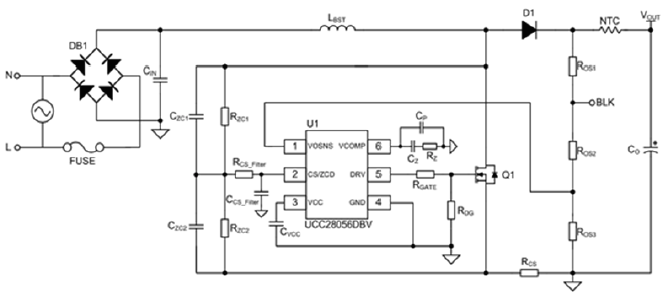 L_BST
D1
V_OUT
NTC
DB1
N
C_IN
R_OS1
BLK
C_ZC1
R_ZC1
U1
C_P
C_Z
R_Z
L
FUSE
1
VOSNS
VCOMP
6
R_CS_Filter
2
CS/ZCD
DRV
5
R_GATE
Q1
R_OS2
C_O
+
C_CS_Filter
3
VCC
GND
4
R_DG
C_ZC2
R_ZC2
C_VCC
UCC28056DBV
R_CS
R_OS3